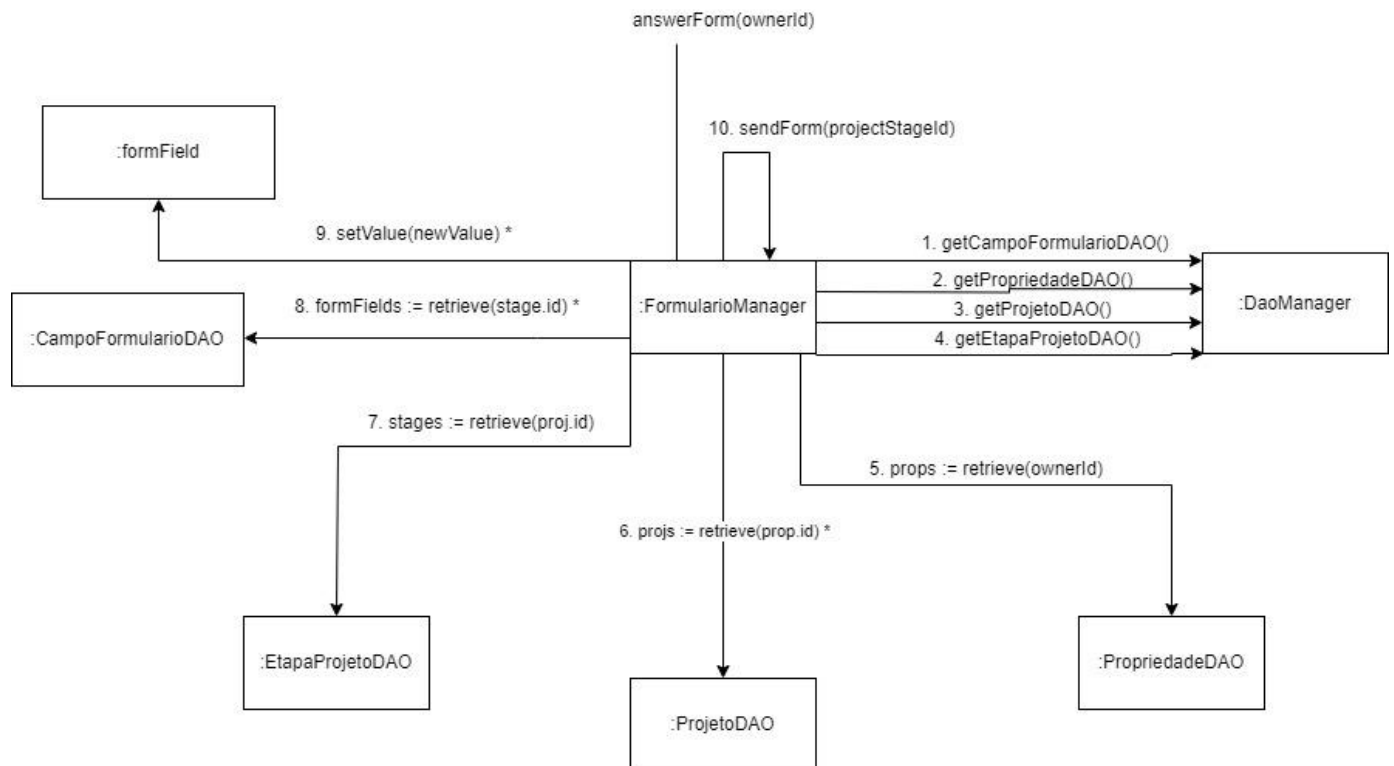 answerForm(ownerId)
10. sendForm(projectStageId)
:formField
9. setValue(newValue) *
1. getCampoFormularioDAO()
2. getPropriedadeDAO()
8. formFields := retrieve(stage.id) *
:FormularioManager
3. getProjetoDAO()
:DaoManager
:CampoFormularioDAO
4. getEtapaProjetoDAO()
7. stages := retrieve(proj.id)
5. props := retrieve(ownerId)
6. projs := retrieve(prop.id) *
:EtapaProjetoDAO
:PropriedadeDAO
:ProjetoDAO